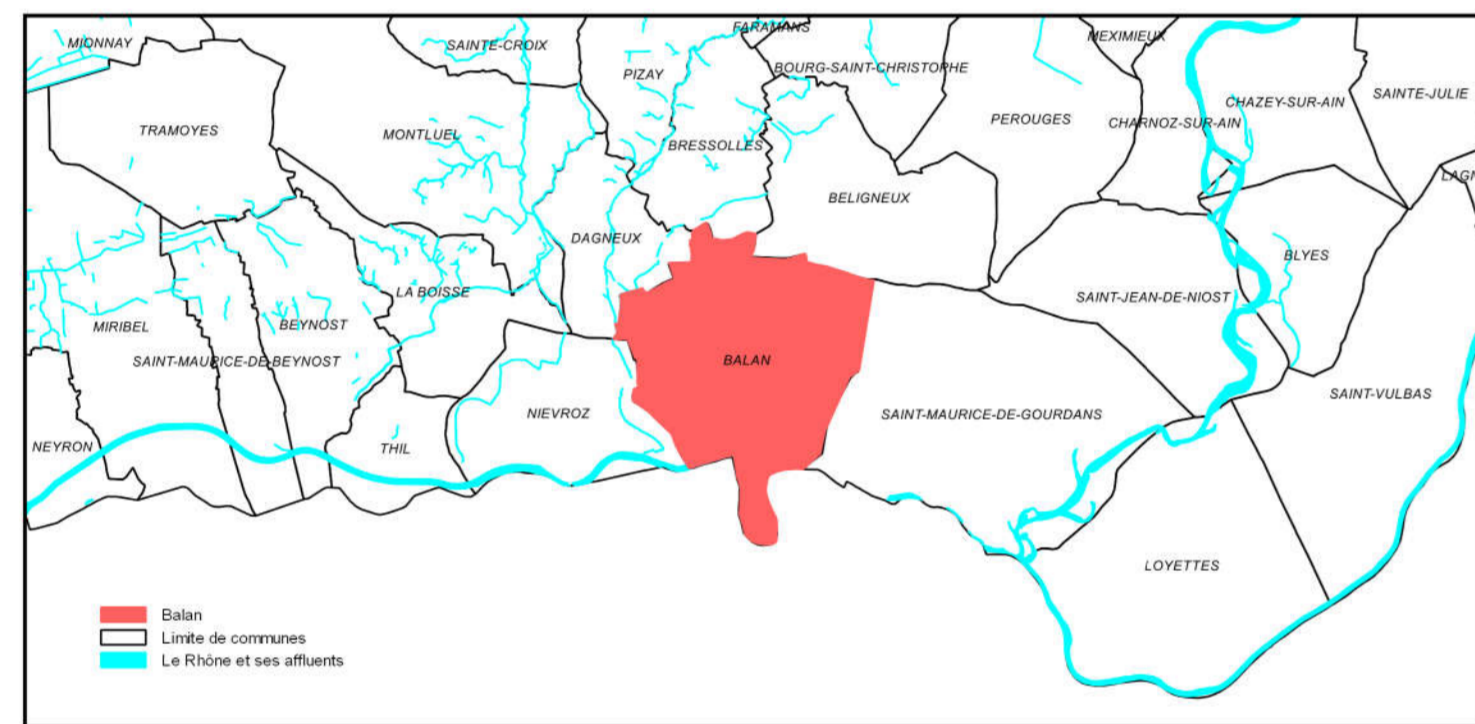 FARAMANS
MIONNAY
SAINTE-CROIX
MEXIMIEUX
PIZAY
BOURG-SAINT-CHRISTOPHE
SAINTE-JULIE
CHAZEY-SUR-AIN
PEROUGES
CHARNOZ-SUR-AIN
TRAMOYES
MONTLUEL
BRESSOLLES
LAGN
BELIGNEUX
DAGNEUX
BLYES
LA BOISSE
SAINT-JEAN-DE-NIOST
MIRIBEL
BEYNOST
SAINT-MAURICE-DE-BEYNOST
BALAN
SAINT-VULBAS
NIEVROZ
SAINT-MAURICE-DE-GOURDANS
NEYRON
THIL
LOYETTES
Balan
Limite de communes
Le Rhône et ses affluents